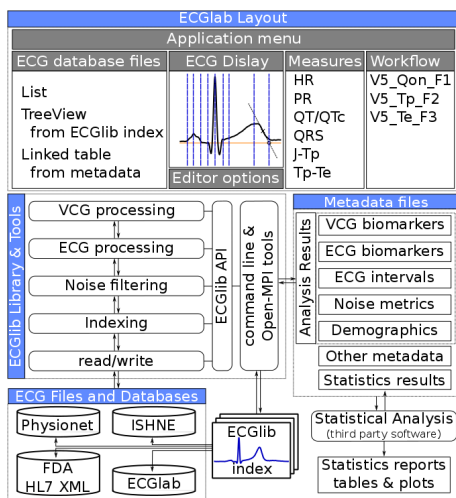 ECGlab Layout
Application menu
ECG database files
List
TreeView
from ECGlib index
Linked table
from metadata
ECG Dislay
Editor options
Measures
HR
PR
QT/QTc
QRS
J-Tp
Tp-Te
Workflow
V5_Qon_F1
V5_Tp_F2
V5_Te_F3
ECGlib Library & Tools
VCG processing
ECG processing
Noise filtering
Indexing
read/write
ECGlib API
command line &
Open-MPI tools
Metadata files
Analysis Results
VCG biomarkers
ECG biomarkers
ECG intervals
Noise metrics
Demographics
Other metadata
Statistics results
ECG Files and Databases
Physionet
ISHNE
FDA
HL7 XML
ECGlab
ECGlib
index
Statistical Analysis
(third party software)
Statistics reports
tables & plots